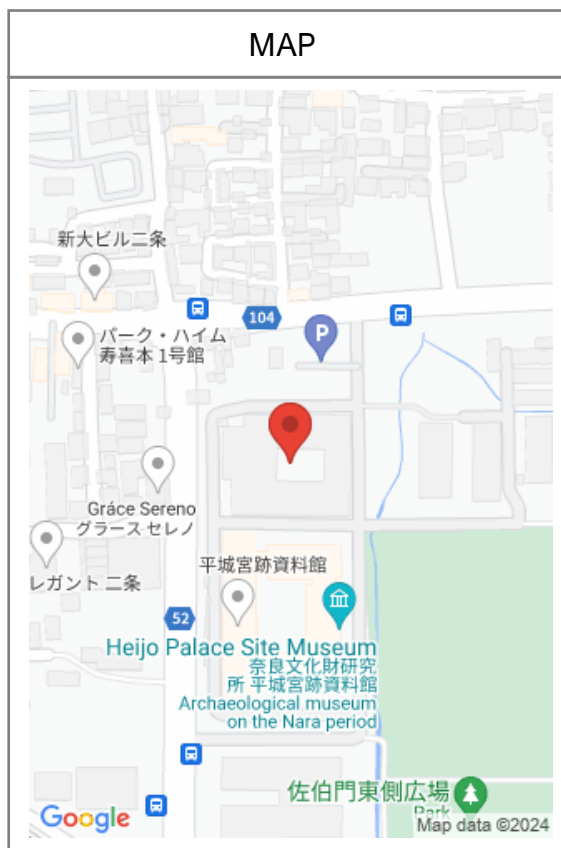 MAP
新大ビル二条
104
P
パーク・ハイム
寿喜本 1号館
Gráce Sereno
グラース セレノ
レガント 二条
平城宮跡資料館
52
Heijo Palace Site Museum
奈良文化財研究
所 平城宮跡資料館
Archaeological museum
on the Nara period
佐伯門東側広場
Park
Google
Map data ©2024